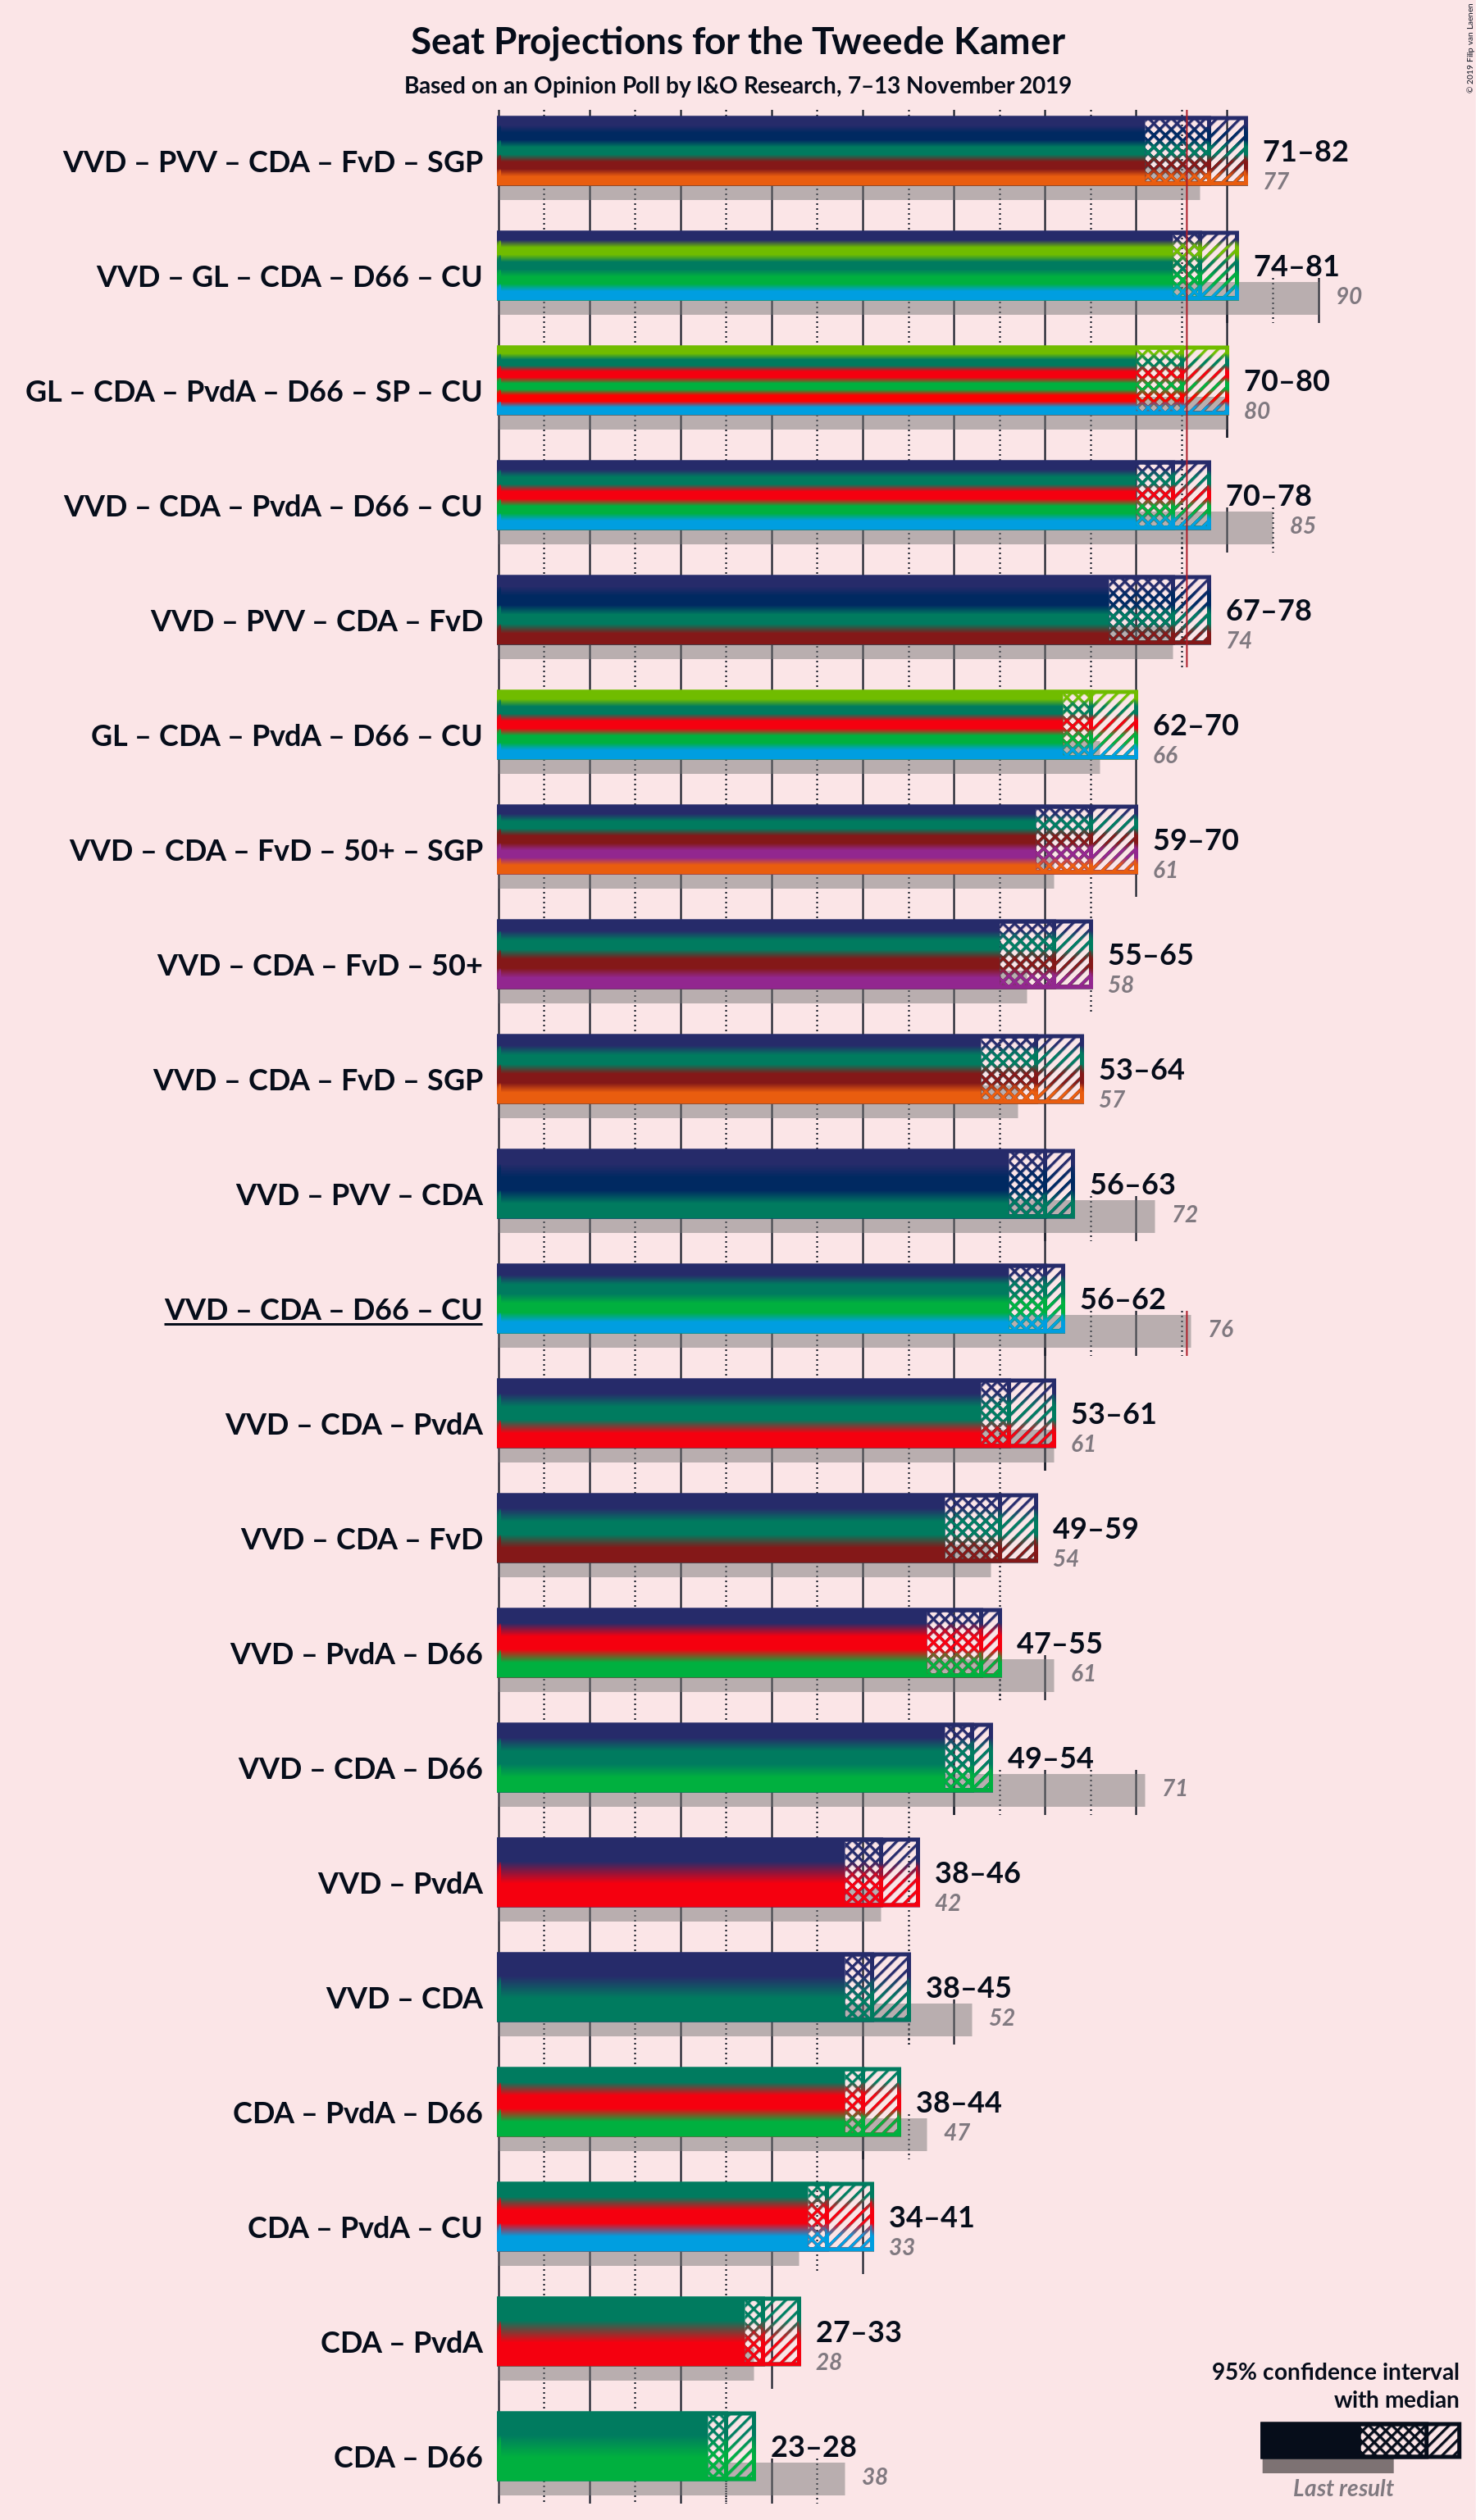 Seat Projections for the Tweede Kamer
Based on an Opinion Poll by I&O Research, 7–13 November 2019
© 2019 Filip van Laenen
VVD – PVV – CDA – FvD – SGP
71–82
77
VVD – GL – CDA – D66 – CU
74–81
90
GL – CDA – PvdA – D66 – SP – CU
70–80
80
VVD – CDA – PvdA – D66 – CU
70–78
85
VVD – PVV – CDA – FvD
67–78
74
GL – CDA – PvdA – D66 – CU
62–70
66
VVD – CDA – FvD – 50+ – SGP
59–70
61
VVD – CDA – FvD – 50+
55–65
58
VVD – CDA – FvD – SGP
53–64
57
VVD – PVV – CDA
56–63
72
VVD – CDA – D66 – CU
56–62
76
VVD – CDA – PvdA
53–61
61
VVD – CDA – FvD
49–59
54
VVD – PvdA – D66
47–55
61
VVD – CDA – D66
49–54
71
VVD – PvdA
38–46
42
VVD – CDA
38–45
52
CDA – PvdA – D66
38–44
47
CDA – PvdA – CU
34–41
33
CDA – PvdA
27–33
28
CDA – D66
23–28
38
95% confidence interval
with median
Last result